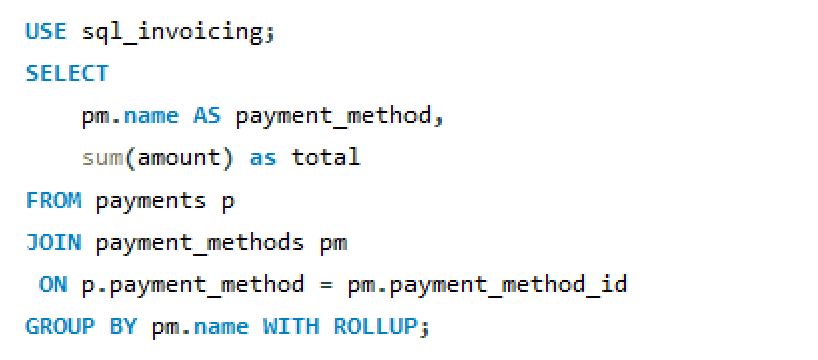 USE sql_invoicing;
SELECT
    pm.name AS payment_method,
    sum(amount) as total
FROM payments p
JOIN payment_methods pm
 ON p.payment_method = pm.payment_method_id
GROUP BY pm.name WITH ROLLUP;